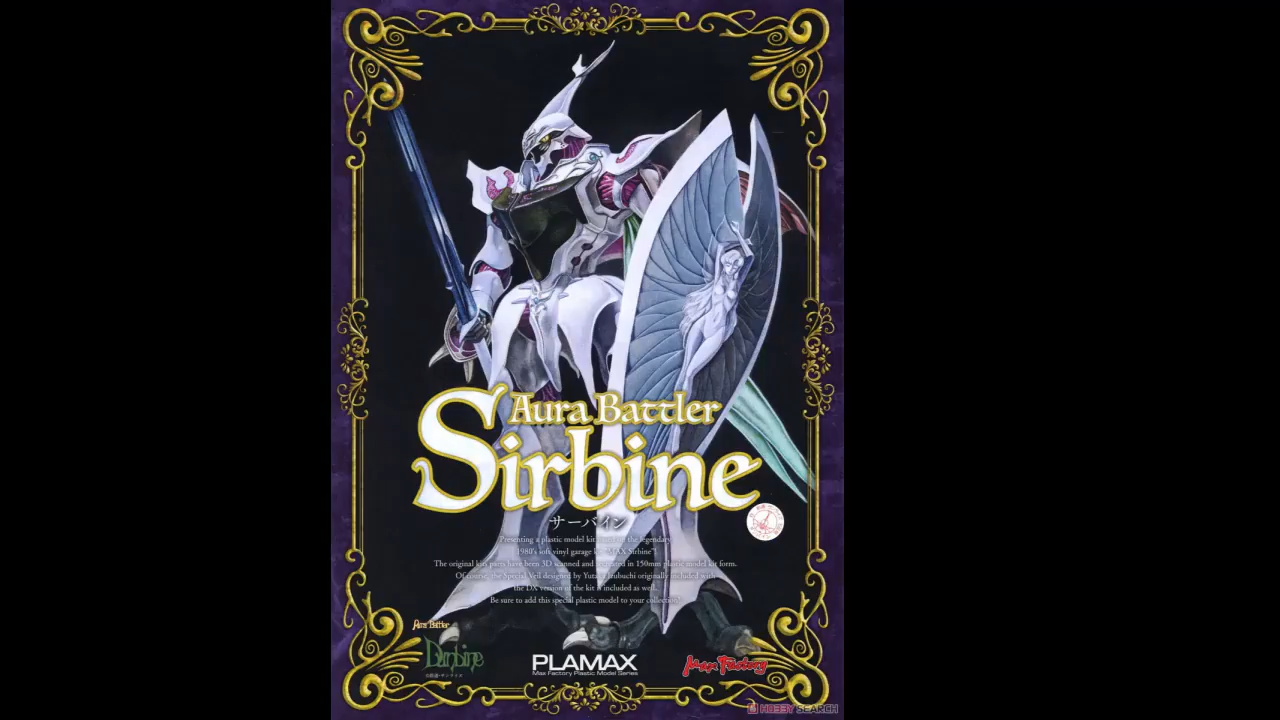 Aura Battler
Sirbine
サーバイン
Presenting a plastic model kit based on the legendary
1980's soft vinyl garage kit "MAX Sirbine"!
The original kit's parts have been 3D scanned and recreated in 150mm plastic model kit form.
Of course, the Special Veil designed by Yutaka Izubuchi originally included with
the DX version of the kit is included as well.
Be sure to add this special plastic model to your collection!
Aura Battler
Dunbine
PLAMAX
Max Factory Plastic Model Series
Max Factory
HOBBY SEARCH